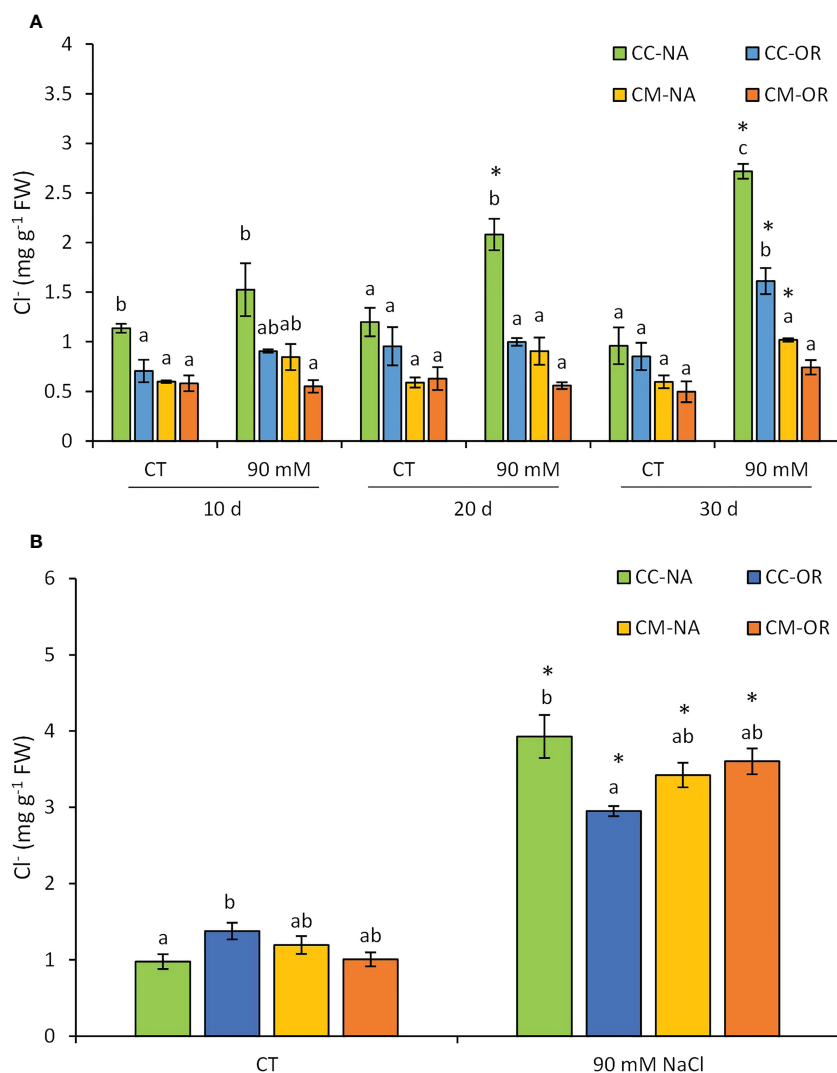 A
4
3.5
3
2.5
2
1.5
1
0.5
0
Cl⁻ (mg g⁻¹ FW)
CC-NA CC-OR
CM-NA CM-OR
b a a a
b ab ab a
a a a a
* b a a a
a a a a
* c * b * a a
CT 90 mM CT 90 mM CT 90 mM
10 d 20 d 30 d
B
6
5
4
3
2
1
0
Cl⁻ (mg g⁻¹ FW)
CC-NA CC-OR
CM-NA CM-OR
a b ab ab
* b * a * ab * ab
CT 90 mM NaCl